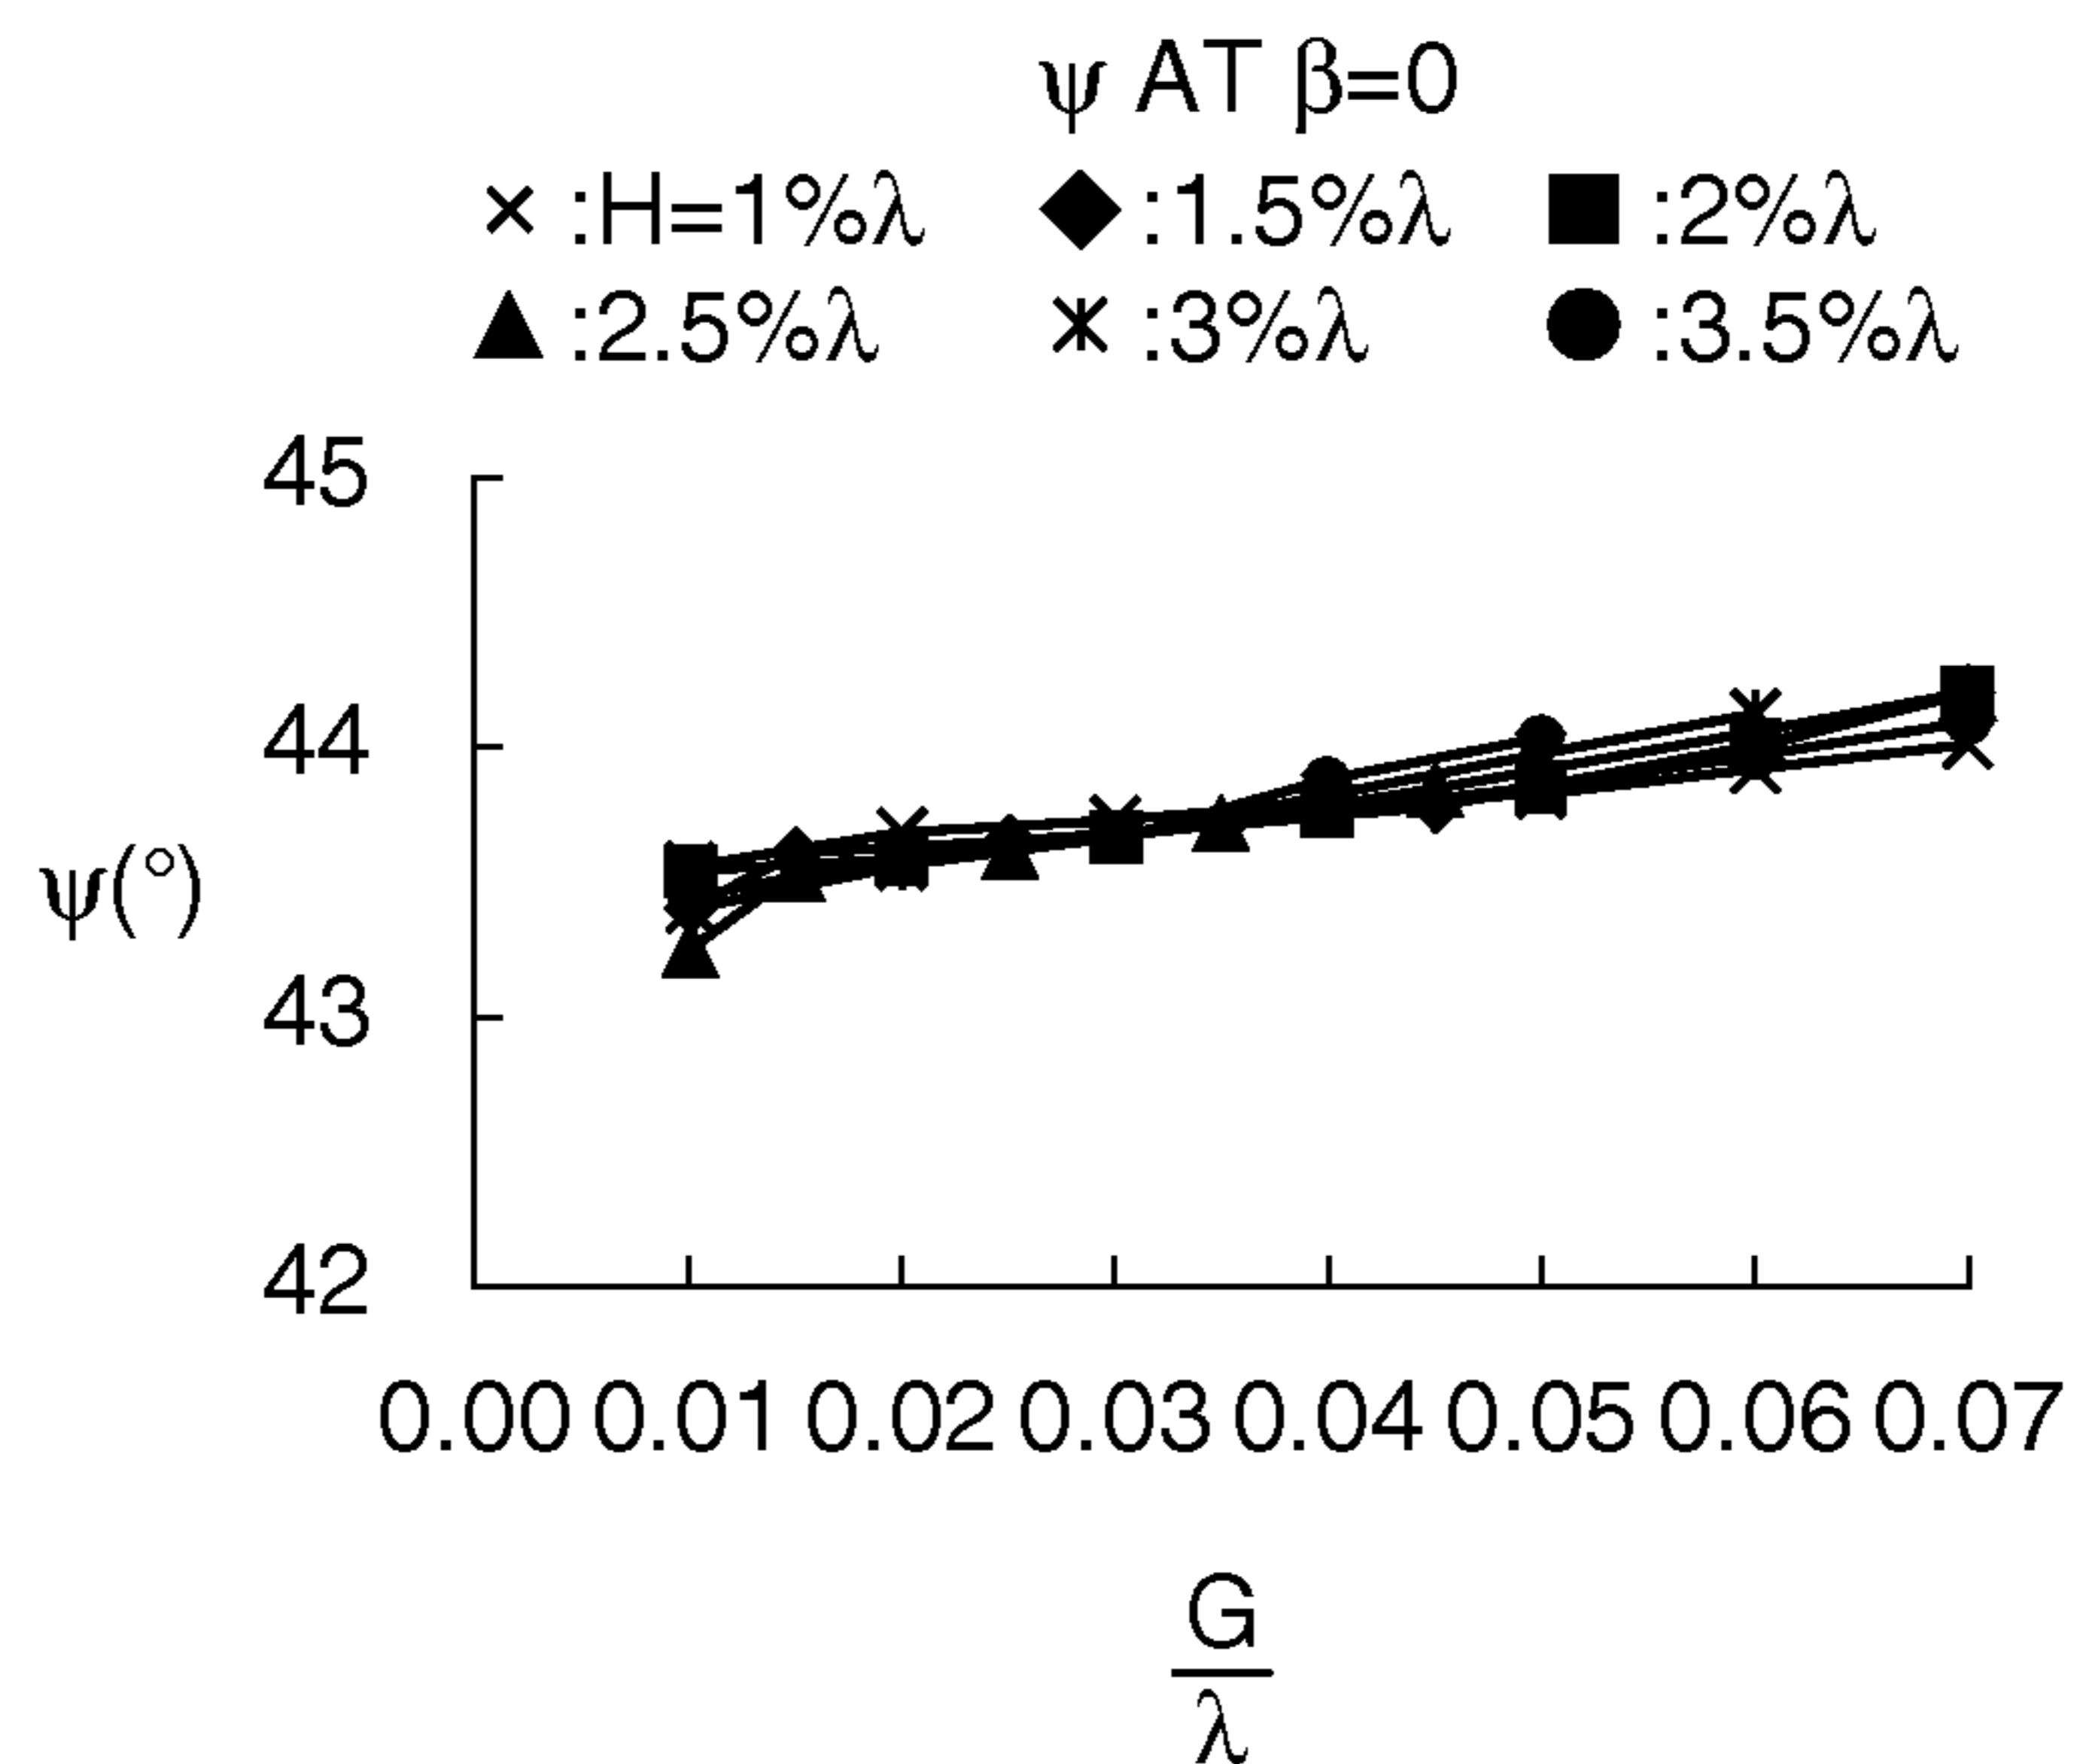 ψ AT β=0
× :H=1%λ ◆ :1.5%λ ■ :2%λ
▲ :2.5%λ ✳ :3%λ ● :3.5%λ
45
44
ψ(°)
43
42
0.00 0.01 0.02 0.03 0.04 0.05 0.06 0.07
G
λ